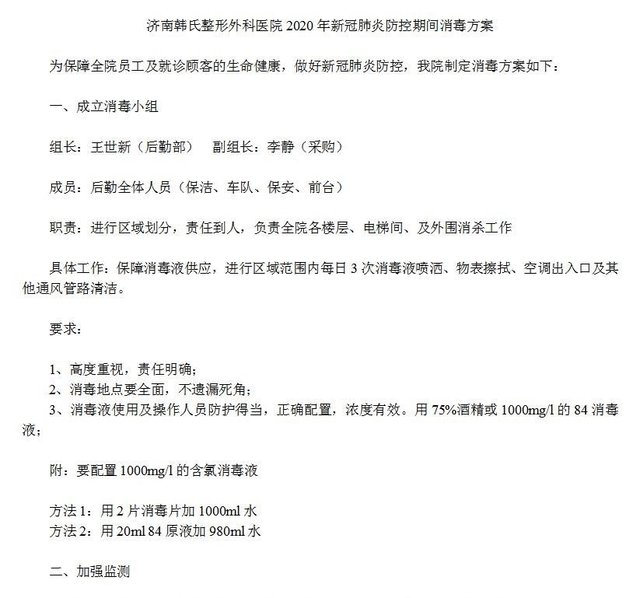 济南韩氏整形外科医院 2020 年新冠肺炎防控期间消毒方案
为保障全院员工及就诊顾客的生命健康，做好新冠肺炎防控，我院制定消毒方案如下：
一、成立消毒小组
组长：王世新（后勤部） 副组长：李静（采购）
成员：后勤全体人员（保洁、车队、保安、前台）
职责：进行区域划分，责任到人，负责全院各楼层、电梯间、及外围消杀工作
具体工作：保障消毒液供应，进行区域范围内每日 3 次消毒液喷洒、物表擦拭、空调出入口及其
他通风管路清洁。
要求：
1、高度重视，责任明确；
2、消毒地点要全面，不遗漏死角；
3、消毒液使用及操作人员防护得当，正确配置，浓度有效。用 75%酒精或 1000mg/l 的 84 消毒
液；
附：要配置 1000mg/l 的含氯消毒液
方法 1：用 2 片消毒片加 1000ml 水
方法 2：用 20ml 84 原液加 980ml 水
二、加强监测